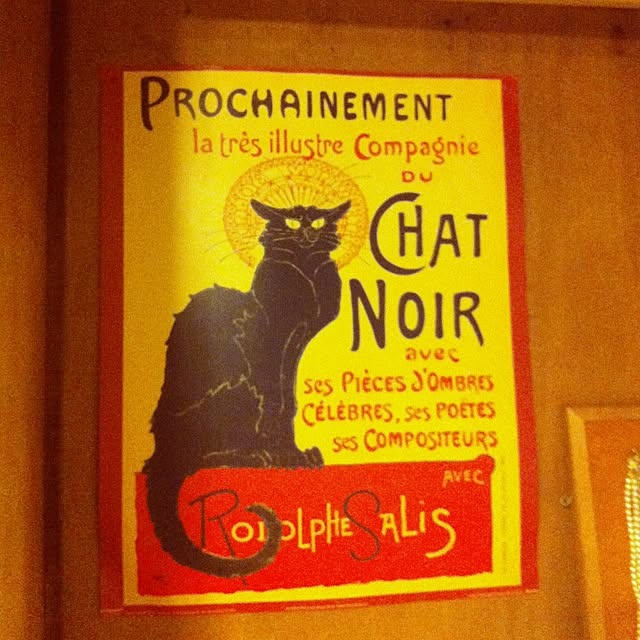 PROCHAINEMENT
la très illustre Compagnie
DU
CHAT
NOIR
avec
ses PIÈCES D'OMBRES
CÉLÈBRES, ses POÈTES
ses COMPOSITEURS
AVEC
RODOLPHE SALIS